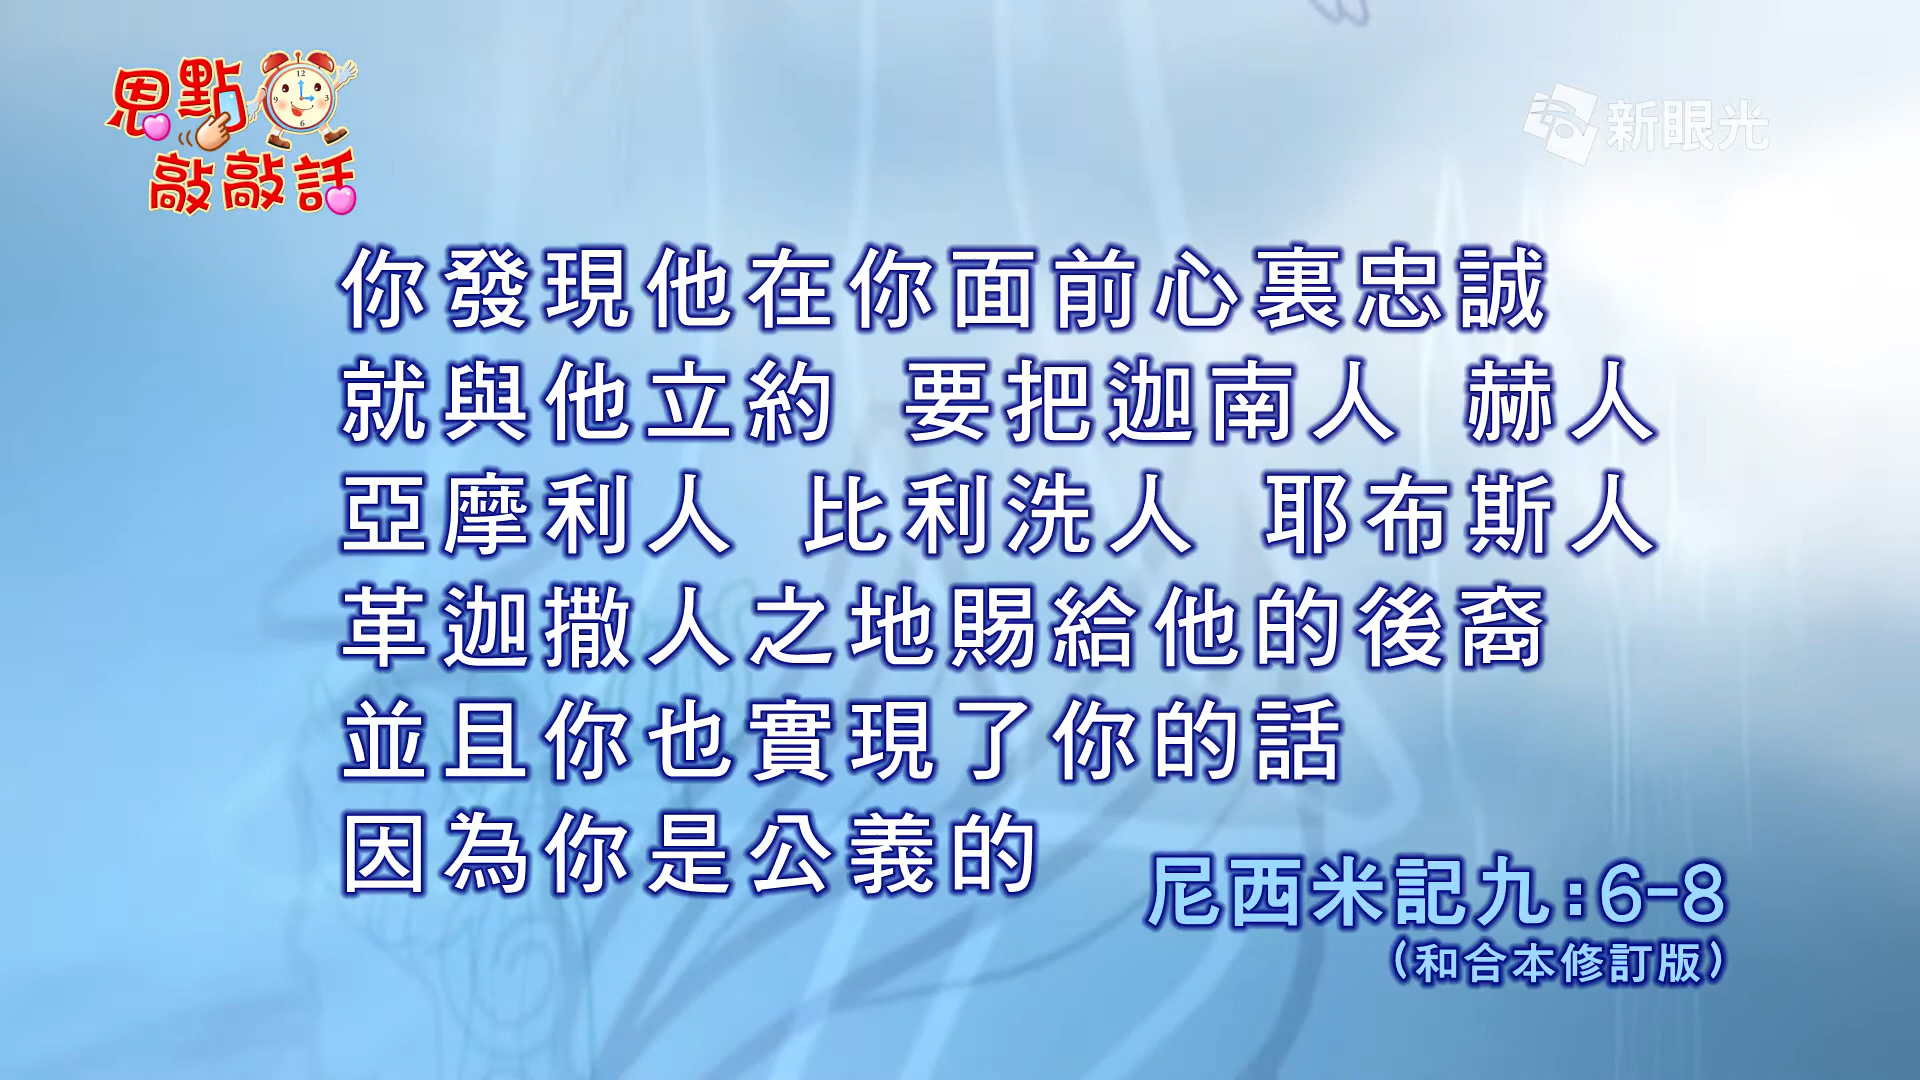 恩點
敲敲話
新眼光
你發現他在你面前心裏忠誠
就與他立約 要把迦南人 赫人
亞摩利人 比利洗人 耶布斯人
革迦撒人之地賜給他的後裔
並且你也實現了你的話
因為你是公義的
尼西米記九:6-8
(和合本修訂版)